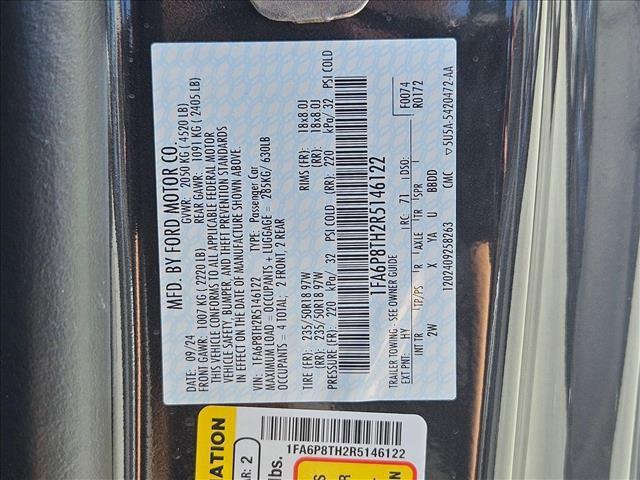 MFD. BY FORD MOTOR CO.
DATE: 09/24 GVWR: 2050 KG ( 4520 LB)
FRONT GAWR: 1007 KG ( 2220 LB) REAR GAWR: 1091 KG ( 2405 LB)
THIS VEHICLE CONFORMS TO ALL APPLICABLE FEDERAL MOTOR
VEHICLE SAFETY, BUMPER, AND THEFT PREVENTION STANDARDS
IN EFFECT ON THE DATE OF MANUFACTURE SHOWN ABOVE.
VIN: 1FA6P8TH2R5146122 TYPE: Passenger Car
MAXIMUM LOAD = OCCUPANTS + LUGGAGE = 285KG/ 630LB
OCCUPANTS = 4 TOTAL: 2 FRONT, 2 REAR
TIRE (FR): 235/50R18 97W RIMS (FR): 18x8.0J
(RR): 235/50R18 97W (RR): 18x8.0J
PRESSURE (FR): 220 kPa/ 32 PSI COLD (RR): 220 kPa/ 32 PSI COLD
1FA6P8TH2R5146122
TRAILER TOWING - SEE OWNER GUIDE F0074
EXT PNT: HY RC: 71 DSO: R0172
INT TR TP/PS R AXLE TR SPR
2W X YA U BBDD
120240925826​3 CMC 5U5A-5420472-AA
1FA6P8TH2R5146122
AR: 2
lbs.